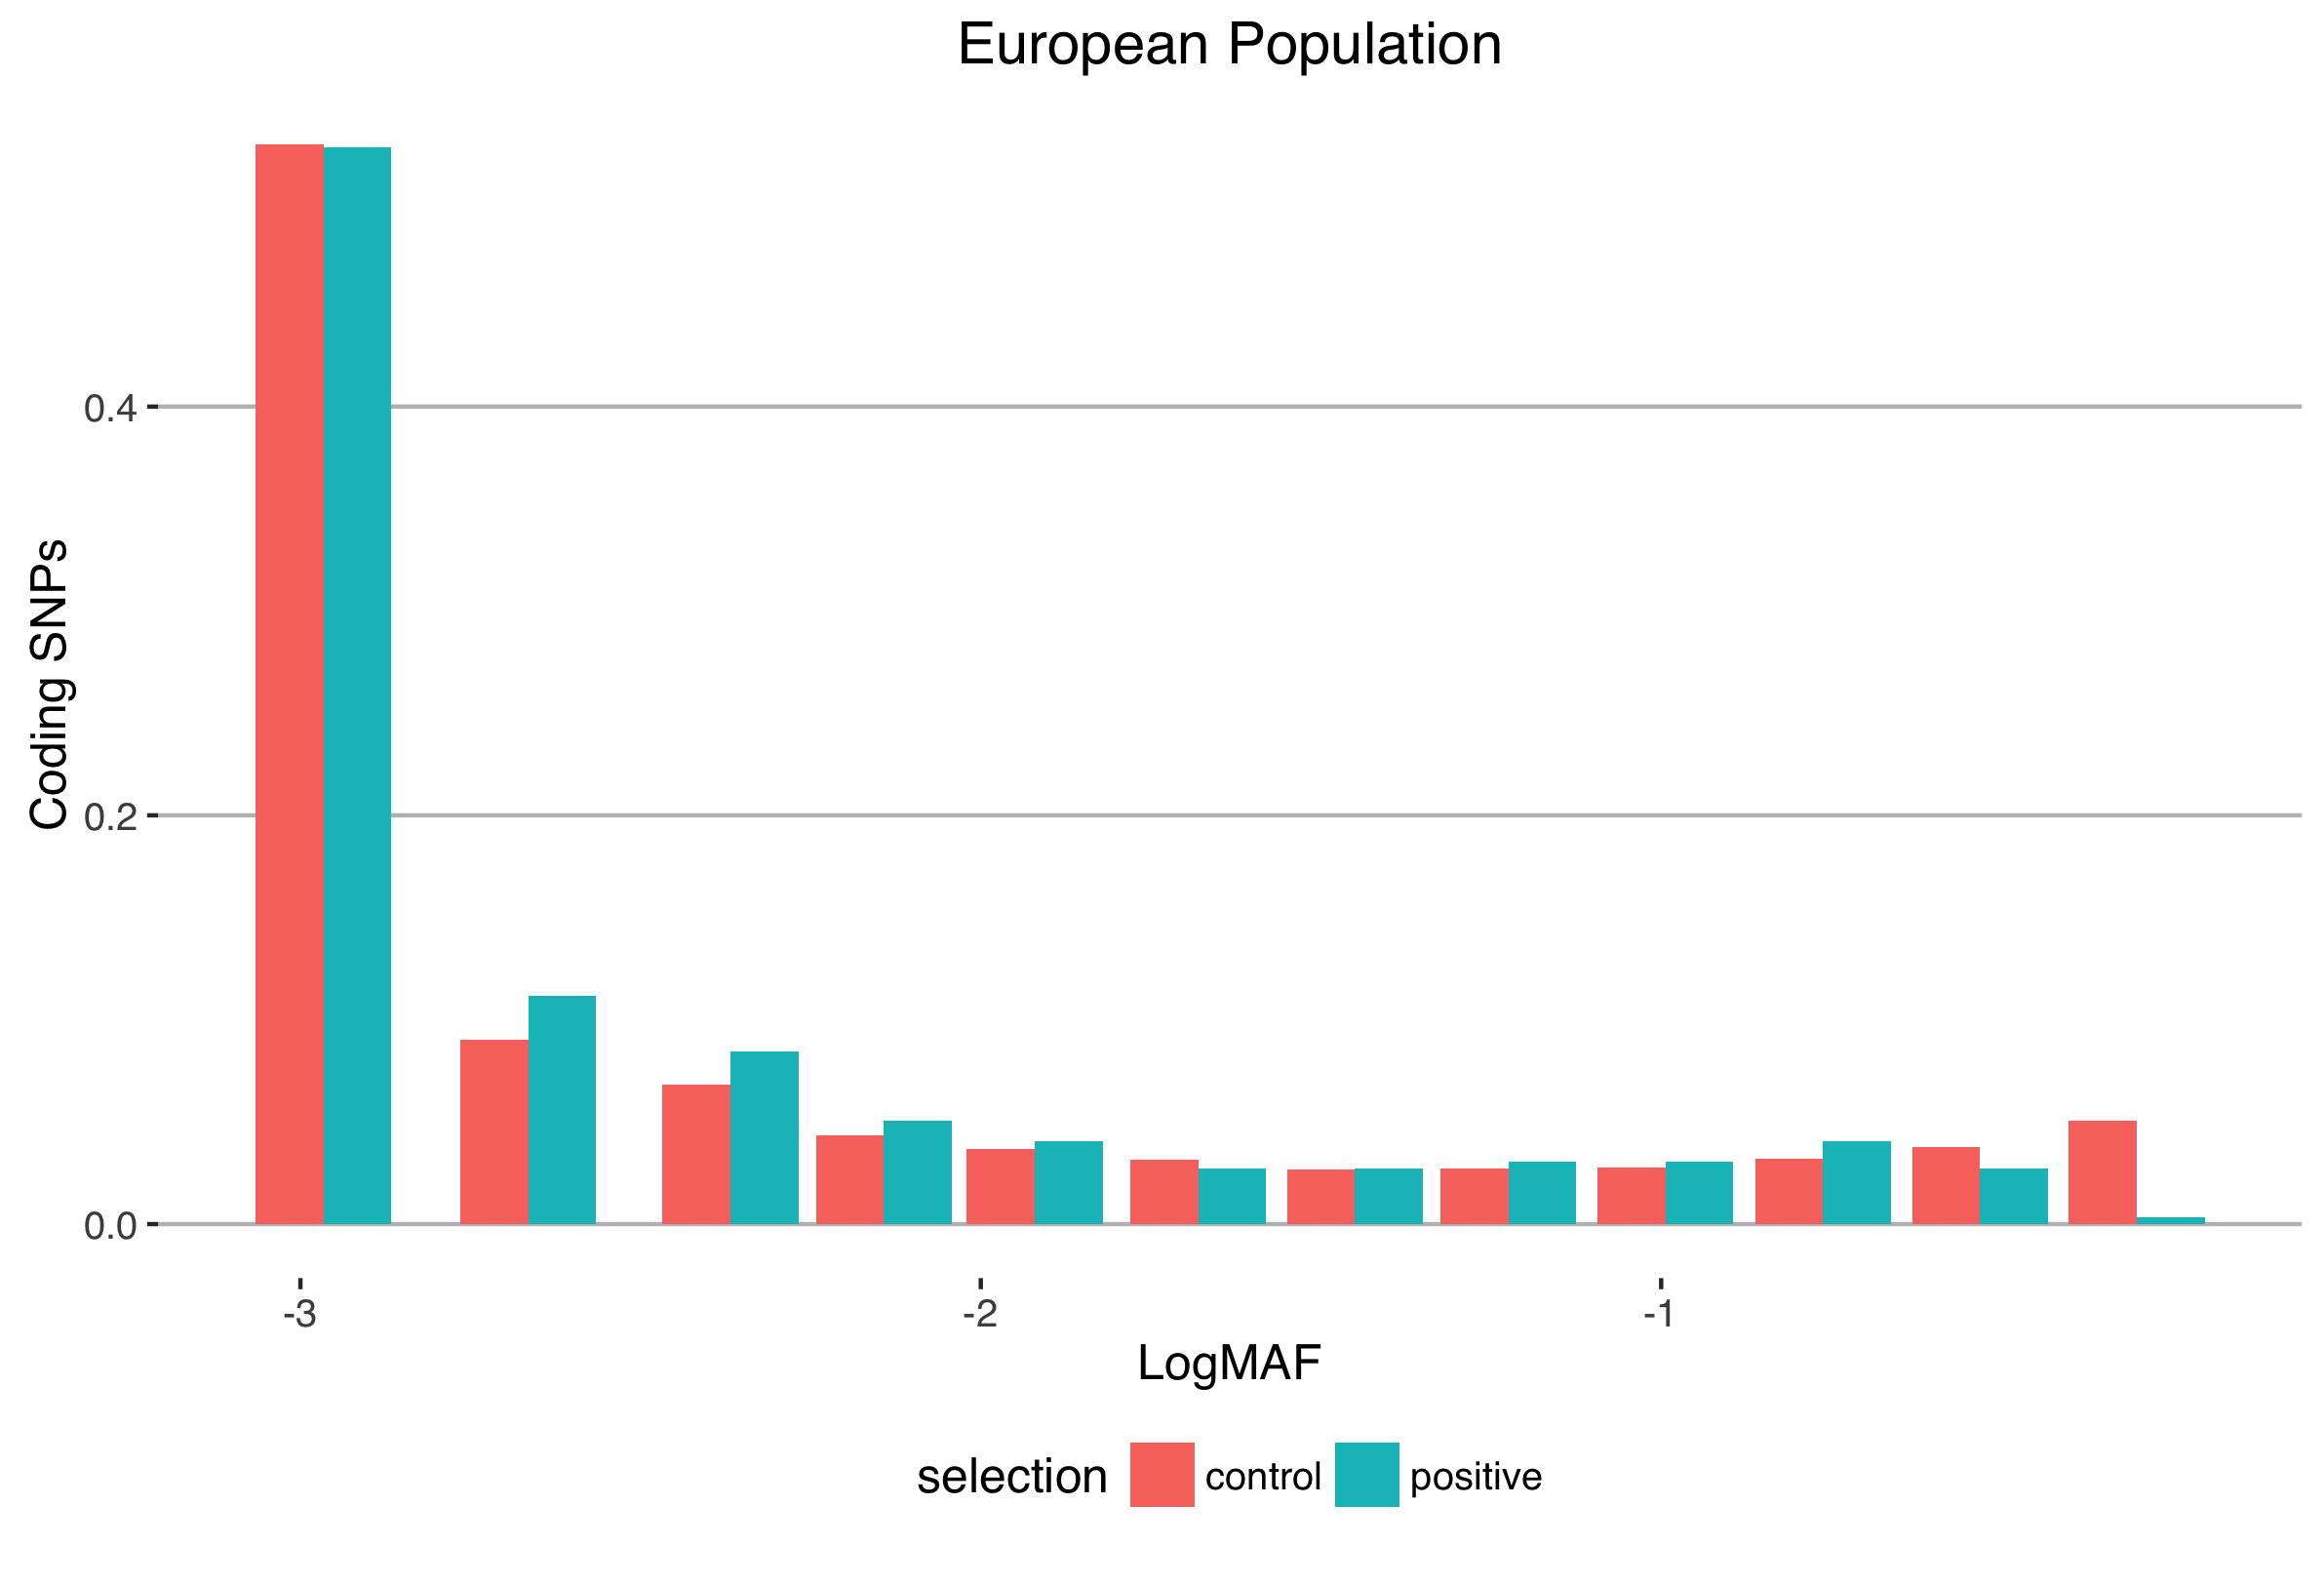 European Population
Coding SNPs
0.4
0.2
0.0
-3 -2 -1
LogMAF
selection control positive